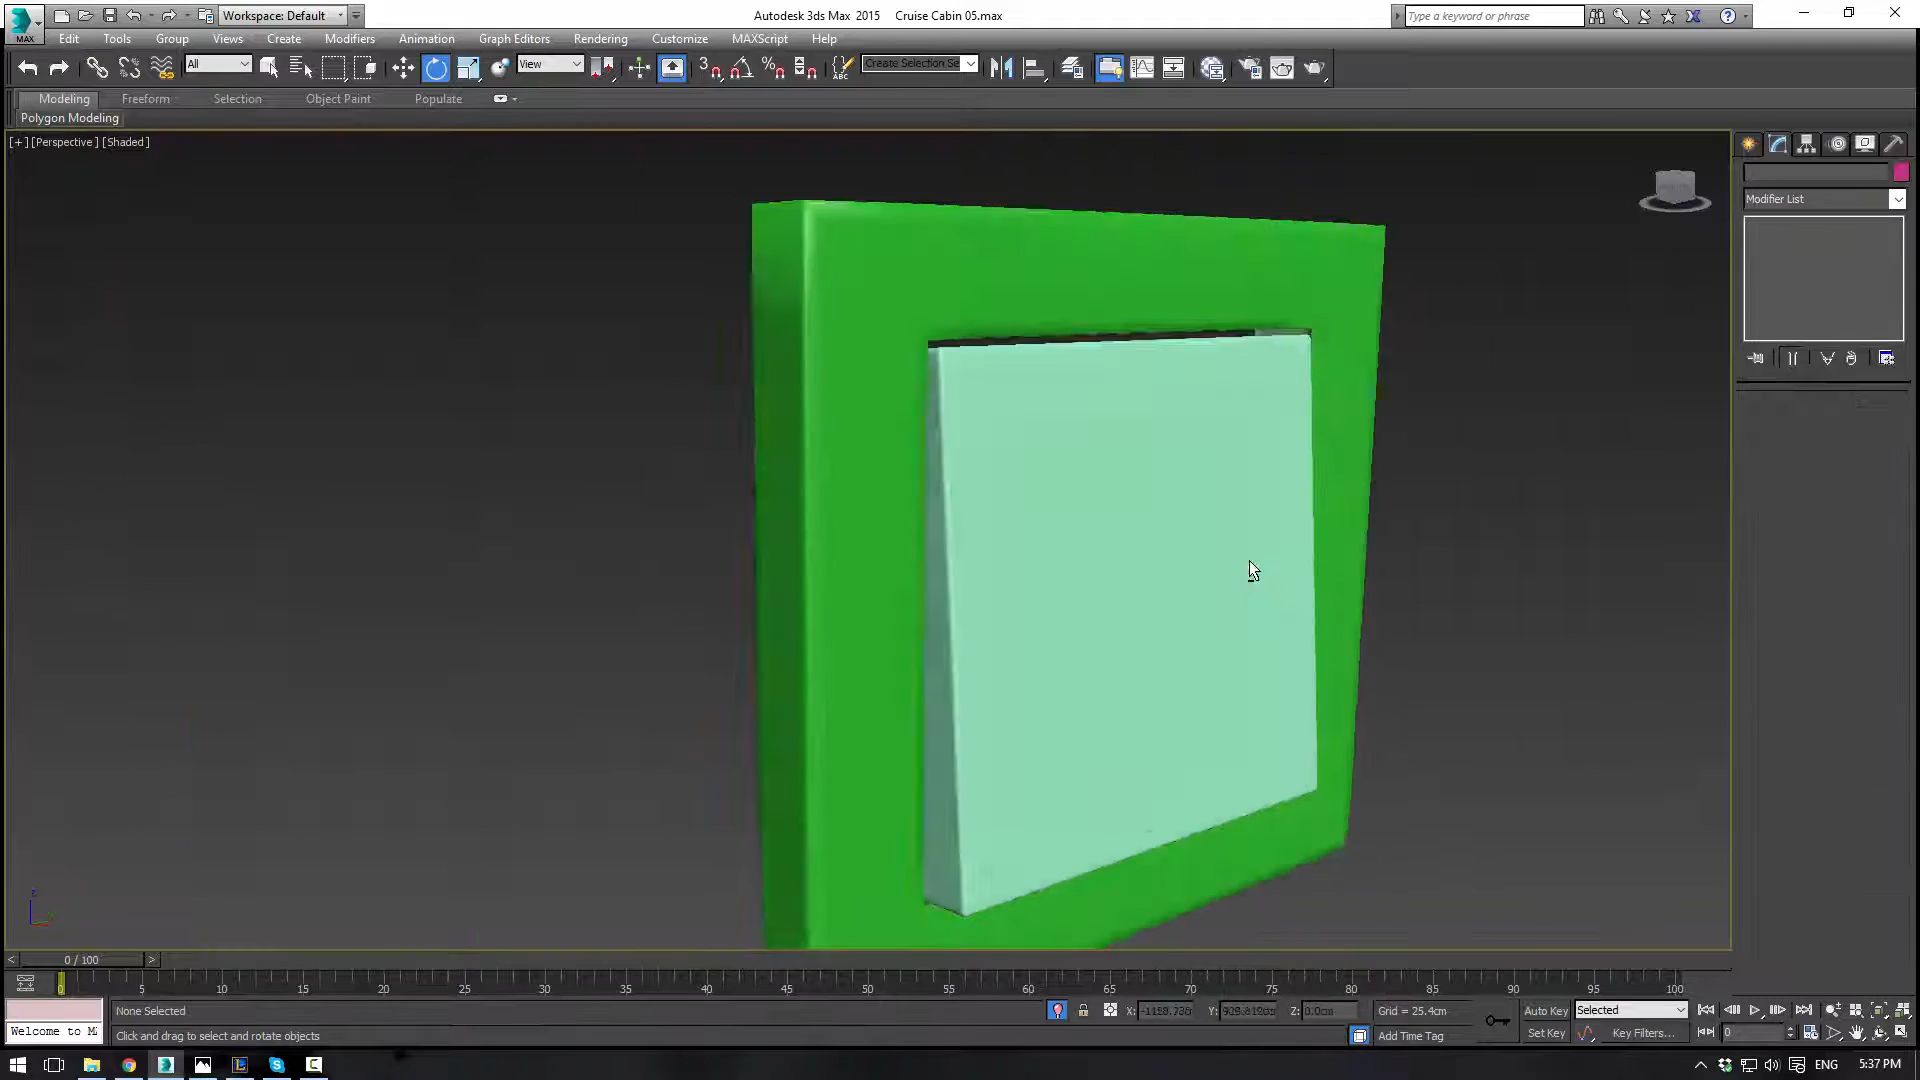 Workspace: Default
Autodesk 3ds Max 2015 Cruise Cabin 05.max
Type a keyword or phrase
MAX
Edit Tools Group Views Create Modifiers Animation Graph Editors Rendering Customize MAXScript Help
All View Create Selection Se
Modeling Freeform Selection Object Paint Populate
Polygon Modeling
[+][Perspective][Shaded]
Modifier List
0 / 100
0 5 10 15 20 25 30 35 40 45 50 55 60 65 70 75 80 85 90 95 100
None Selected X: Y: Z: 0.0cm Grid = 25.4cm Auto Key Selected
Welcome to M Click and drag to select and rotate objects Add Time Tag Set Key Key Filters... 0
ENG 5:37 PM